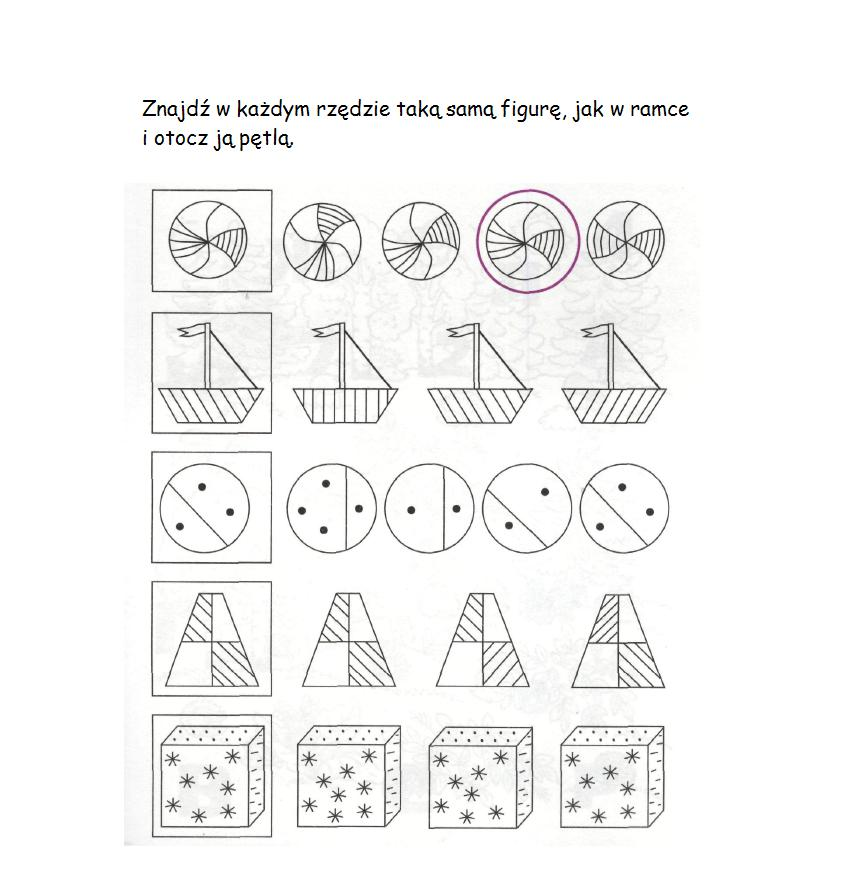 Znajdź w każdym rzędzie taką samą figurę, jak w ramce
i otocz ją pętlą.